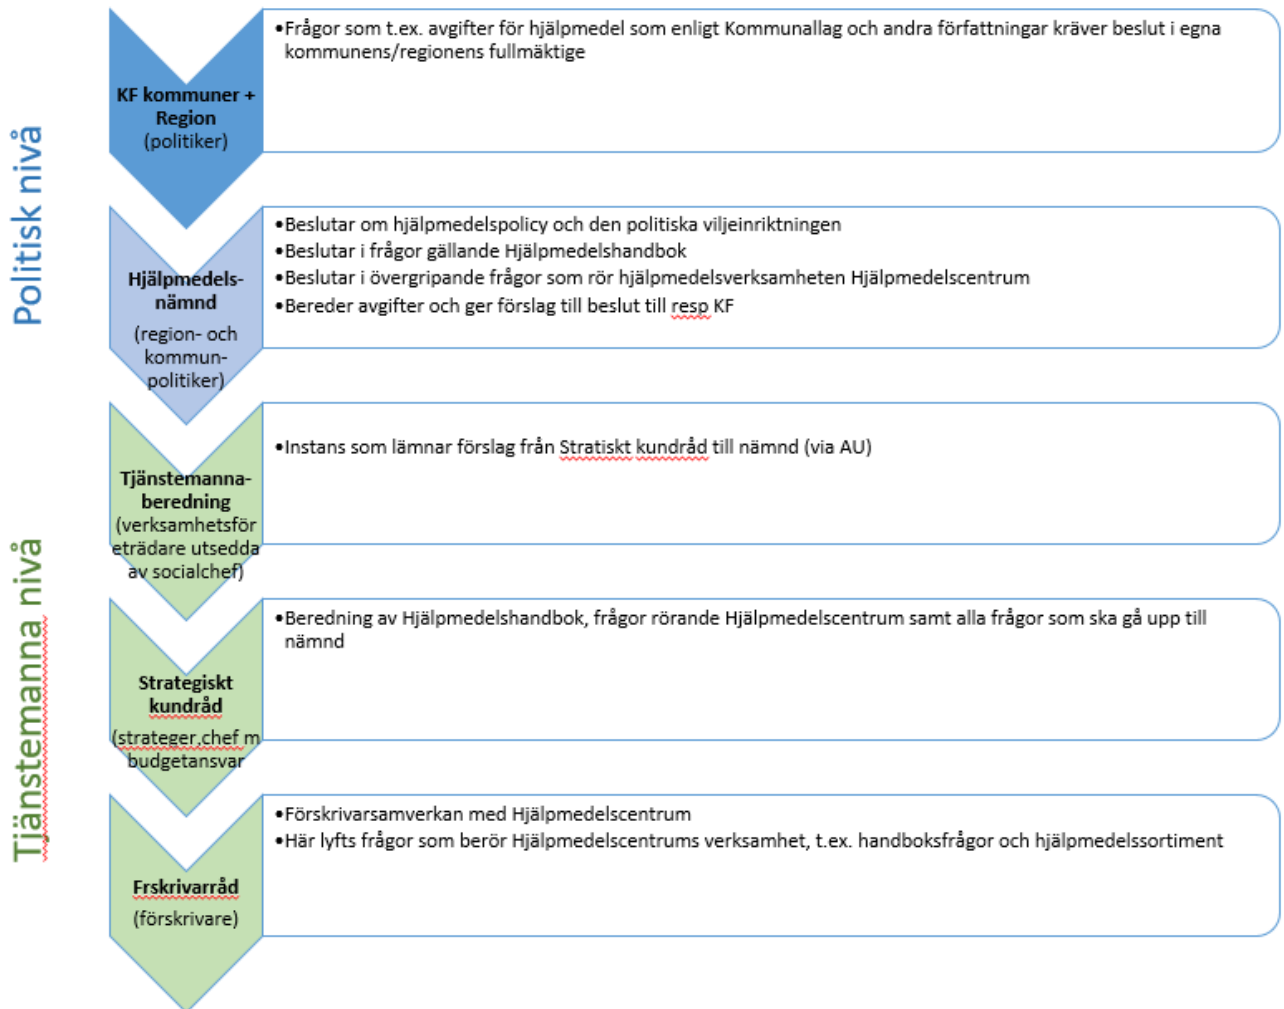 Politisk nivå
KF kommuner +
Region
(politiker)
•Frågor som t.ex. avgifter för hjälpmedel som enligt Kommunallag och andra författningar kräver beslut i egna
kommunens/regionens fullmäktige
Hjälpmedels-
nämnd
(region- och
kommun-
politiker)
•Beslutar om hjälpmedelspolicy och den politiska viljeinriktningen
•Beslutar i frågor gällande Hjälpmedelshandbok
•Beslutar i övergripande frågor som rör hjälpmedelsverksamheten Hjälpmedelscentrum
•Bereder avgifter och ger förslag till beslut till resp KF
Tjänstemanna nivå
Tjänstemanna-
beredning
(verksamhetsför
eträdare utsedda
av socialchef)
•Instans som lämnar förslag från Stratiskt kundråd till nämnd (via AU)
Strategiskt
kundråd
(strateger,chef m
budgetansvar
•Beredning av Hjälpmedelshandbok, frågor rörande Hjälpmedelscentrum samt alla frågor som ska gå upp till
nämnd
Frskrivarråd
(förskrivare)
•Förskrivarsamverkan med Hjälpmedelscentrum
•Här lyfts frågor som berör Hjälpmedelscentrums verksamhet, t.ex. handboksfrågor och hjälpmedelssortiment